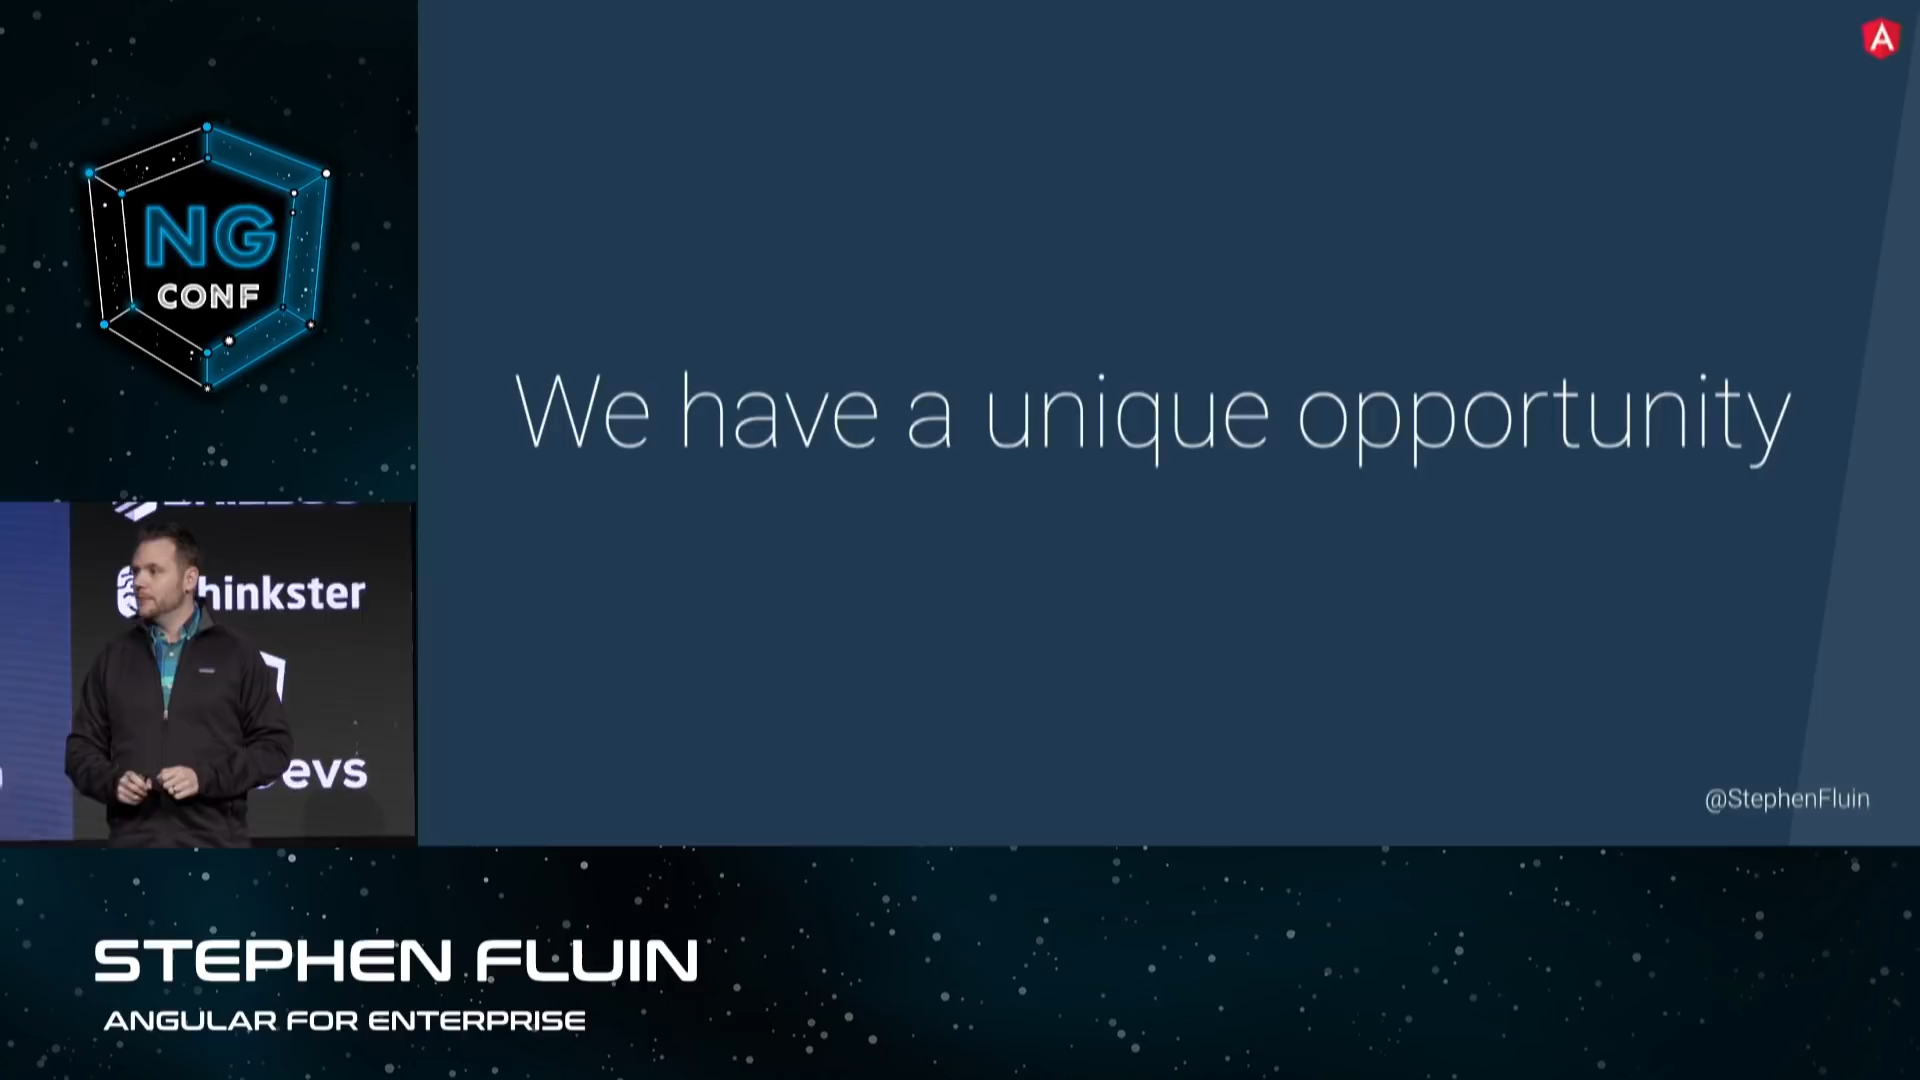 NG
CONF
We have a unique opportunity
hinkster
evs
@StephenFluin
STEPHEN FLUIN
ANGULAR FOR ENTERPRISE